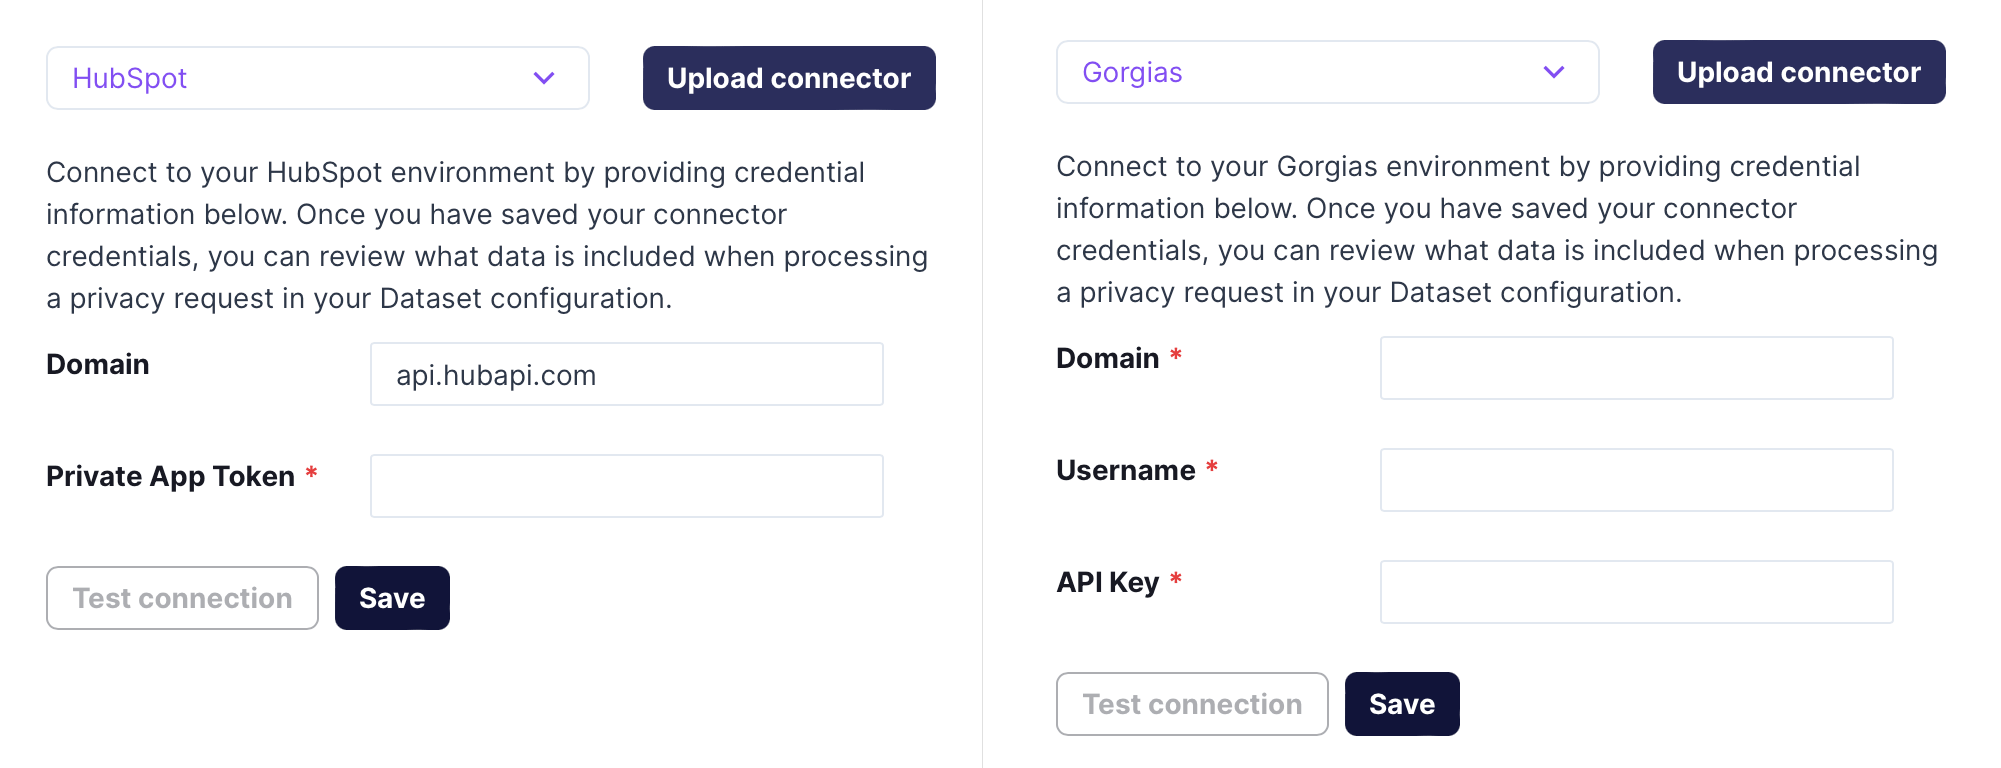 HubSpot
Upload connector
Connect to your HubSpot environment by providing credential
information below. Once you have saved your connector
credentials, you can review what data is included when processing
a privacy request in your Dataset configuration.
Domain
api.hubapi.com
Private App Token *
Test connection
Save
Gorgias
Upload connector
Connect to your Gorgias environment by providing credential
information below. Once you have saved your connector
credentials, you can review what data is included when processing
a privacy request in your Dataset configuration.
Domain *
Username *
API Key *
Test connection
Save